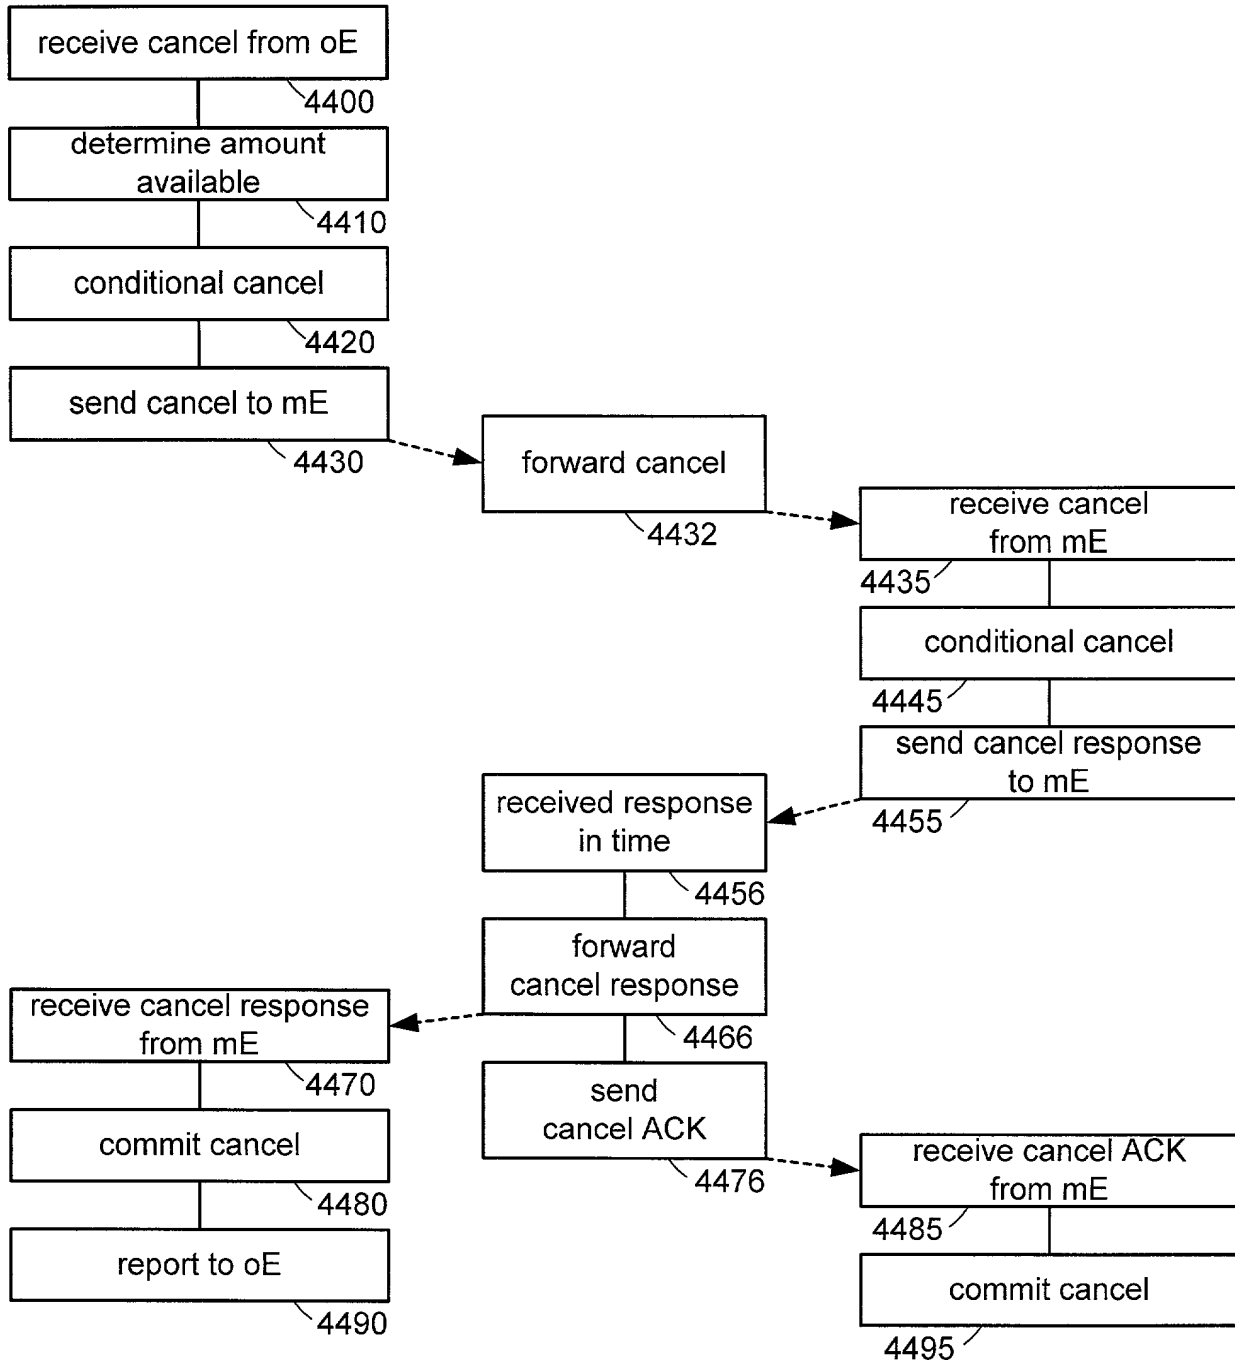 receive cancel from oE
4400
determine amount
available
4410
conditional cancel
4420
send cancel to mE
4430
forward cancel
4432
receive cancel
from mE
4435
conditional cancel
4445
send cancel response
to mE
4455
received response
in time
4456
forward
cancel response
4466
receive cancel response
from mE
4470
send
cancel ACK
4476
commit cancel
4480
receive cancel ACK
from mE
4485
report to oE
4490
commit cancel
4495